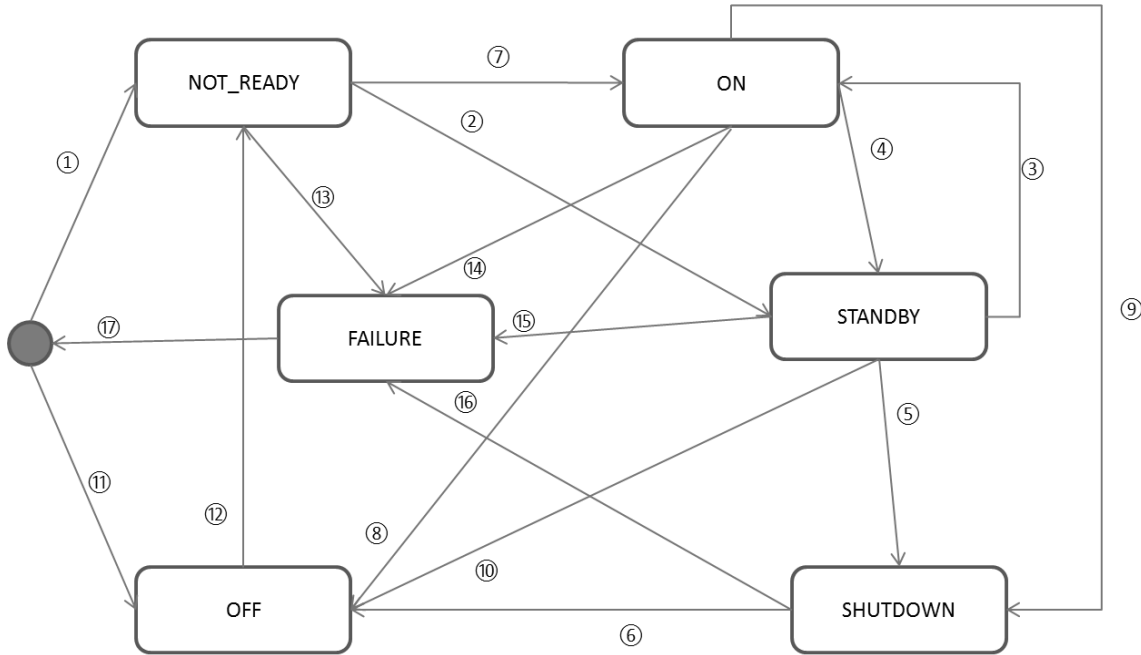 ⑦
NOT_READY
ON
②
④
①
③
⑬
⑭
⑨
STANDBY
⑮
⑰
FAILURE
⑯
⑤
⑪
⑫
⑧
⑩
OFF
SHUTDOWN
⑥